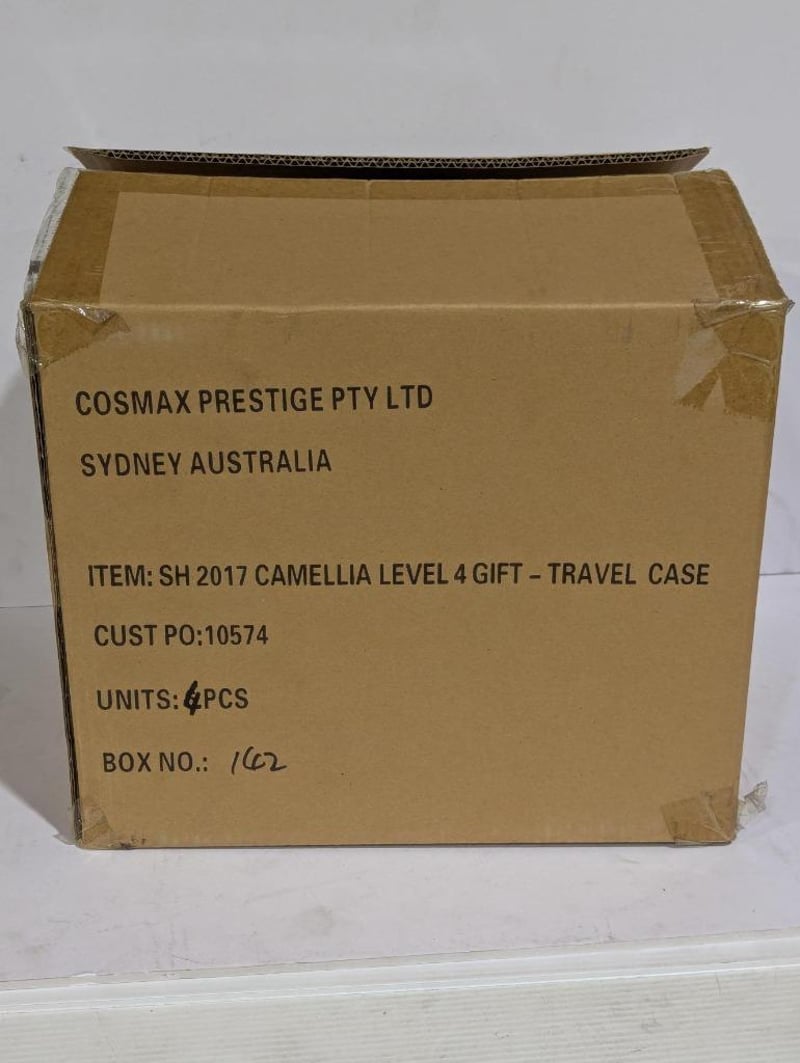 COSMAX PRESTIGE PTY LTD
SYDNEY AUSTRALIA
ITEM: SH 2017 CAMELLIA LEVEL 4 GIFT – TRAVEL CASE
CUST PO:10574
UNITS: PCS
BOX NO.: 162